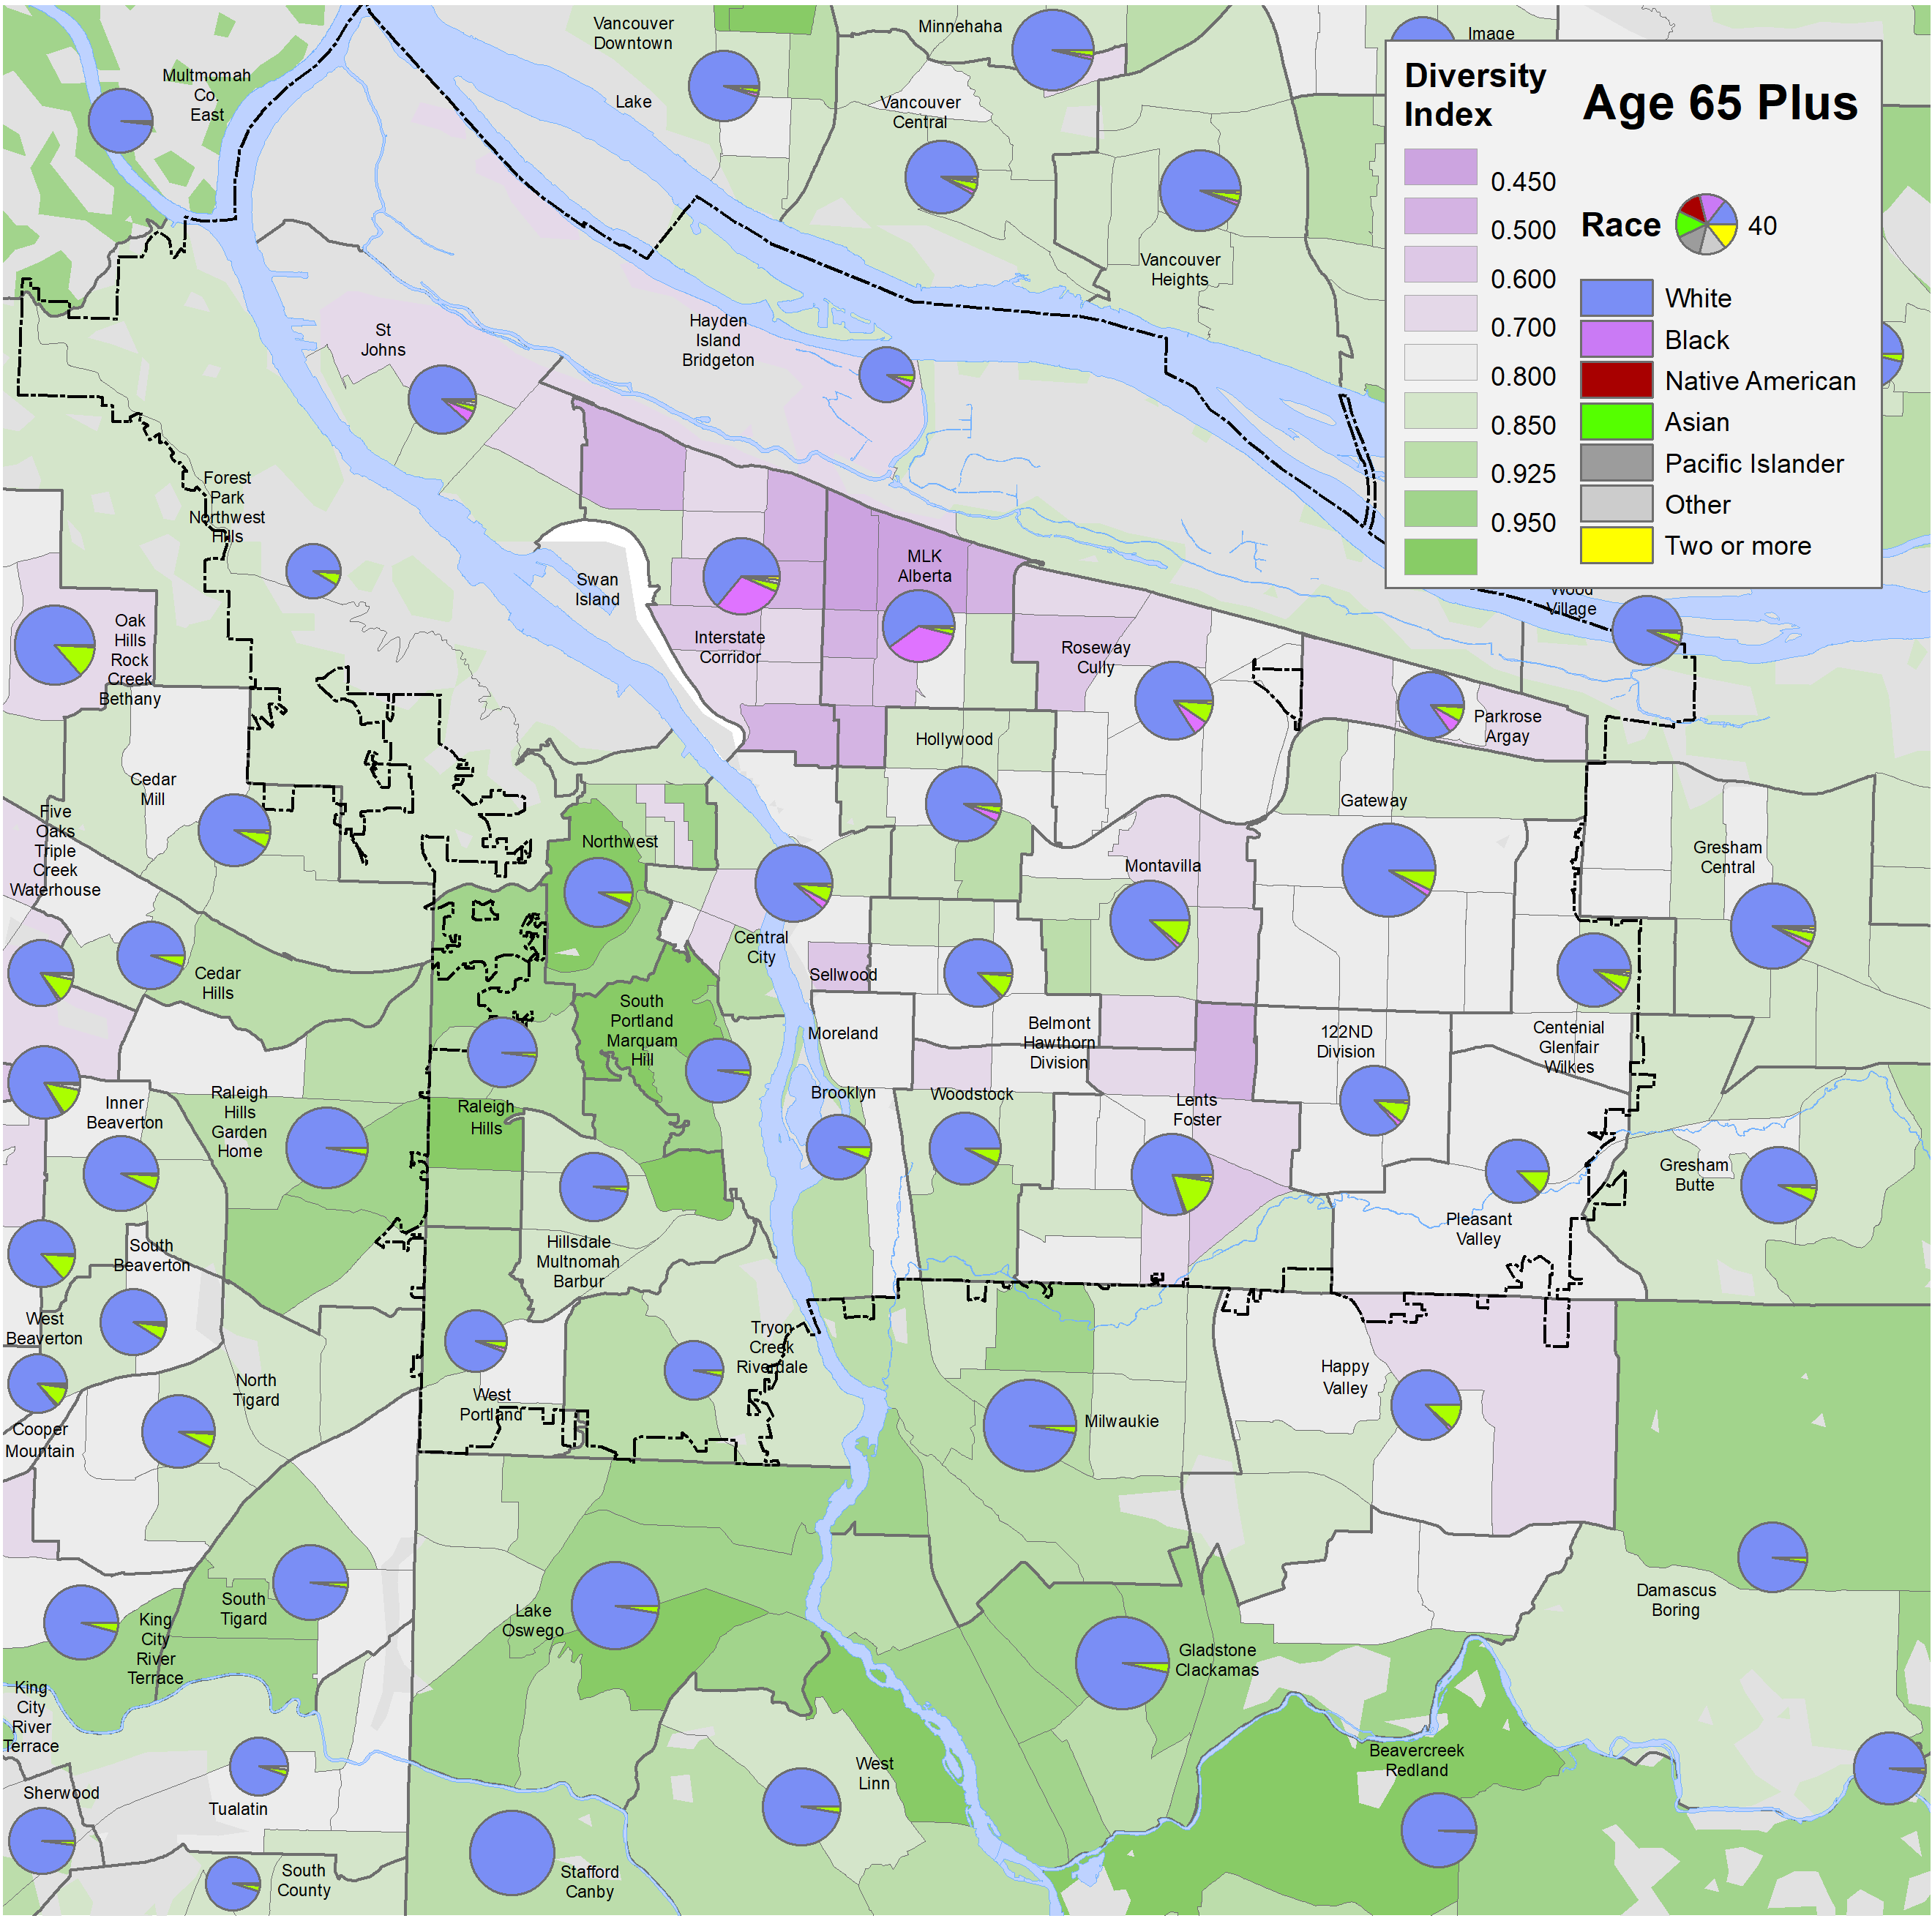 Vancouver
Downtown
Minnehaha
Image
Multmomah
Co.
East
Lake
Vancouver
Central
Vancouver
Heights
Diversity
Index
Age 65 Plus
0.450
0.500
0.600
0.700
0.800
0.850
0.925
0.950
Race
40
White
Black
Native American
Asian
Pacific Islander
Other
Two or more
St
Johns
Hayden
Island
Bridgeton
Forest
Park
Northwest
Hills
Swan
Island
MLK
Alberta
Wood
Village
Oak
Hills
Rock
Creek
Bethany
Interstate
Corridor
Roseway
Cully
Parkrose
Argay
Hollywood
Cedar
Mill
Gateway
Five
Oaks
Triple
Creek
Waterhouse
Northwest
Montavilla
Gresham
Central
Central
City
Cedar
Hills
Sellwood
South
Portland
Marquam
Hill
Moreland
Belmont
Hawthorn
Division
122ND
Division
Centenial
Glenfair
Wilkes
Inner
Beaverton
Raleigh
Hills
Garden
Home
Raleigh
Hills
Brooklyn
Woodstock
Lents
Foster
Gresham
Butte
Pleasant
Valley
South
Beaverton
Hillsdale
Multnomah
Barbur
West
Beaverton
Tryon
Creek
Riverdale
North
Tigard
West
Portland
Happy
Valley
Milwaukie
Cooper
Mountain
South
Tigard
Lake
Oswego
Damascus
Boring
King
City
River
Terrace
Gladstone
Clackamas
King
City
River
Terrace
West
Linn
Beavercreek
Redland
Sherwood
Tualatin
South
County
Stafford
Canby